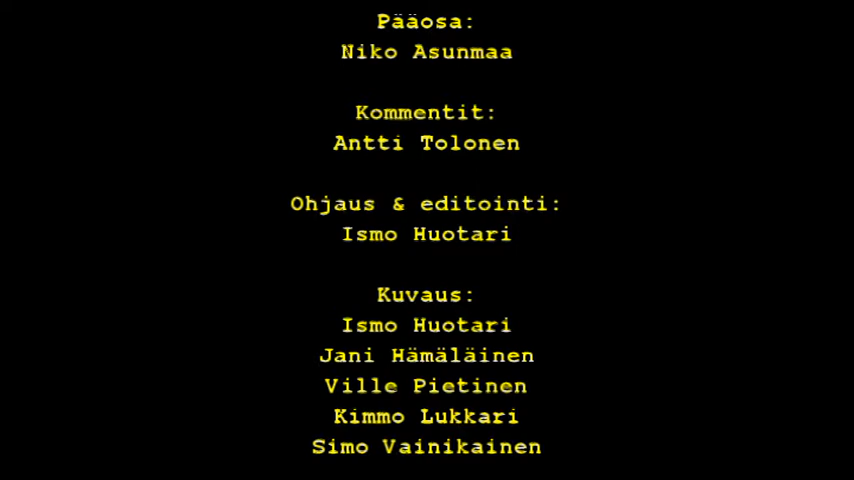 Pääosa:
Niko Asunmaa
Kommentit:
Antti Tolonen
Ohjaus & editointi:
Ismo Huotari
Kuvaus:
Ismo Huotari
Jani Hämäläinen
Ville Pietinen
Kimmo Lukkari
Simo Vainikainen